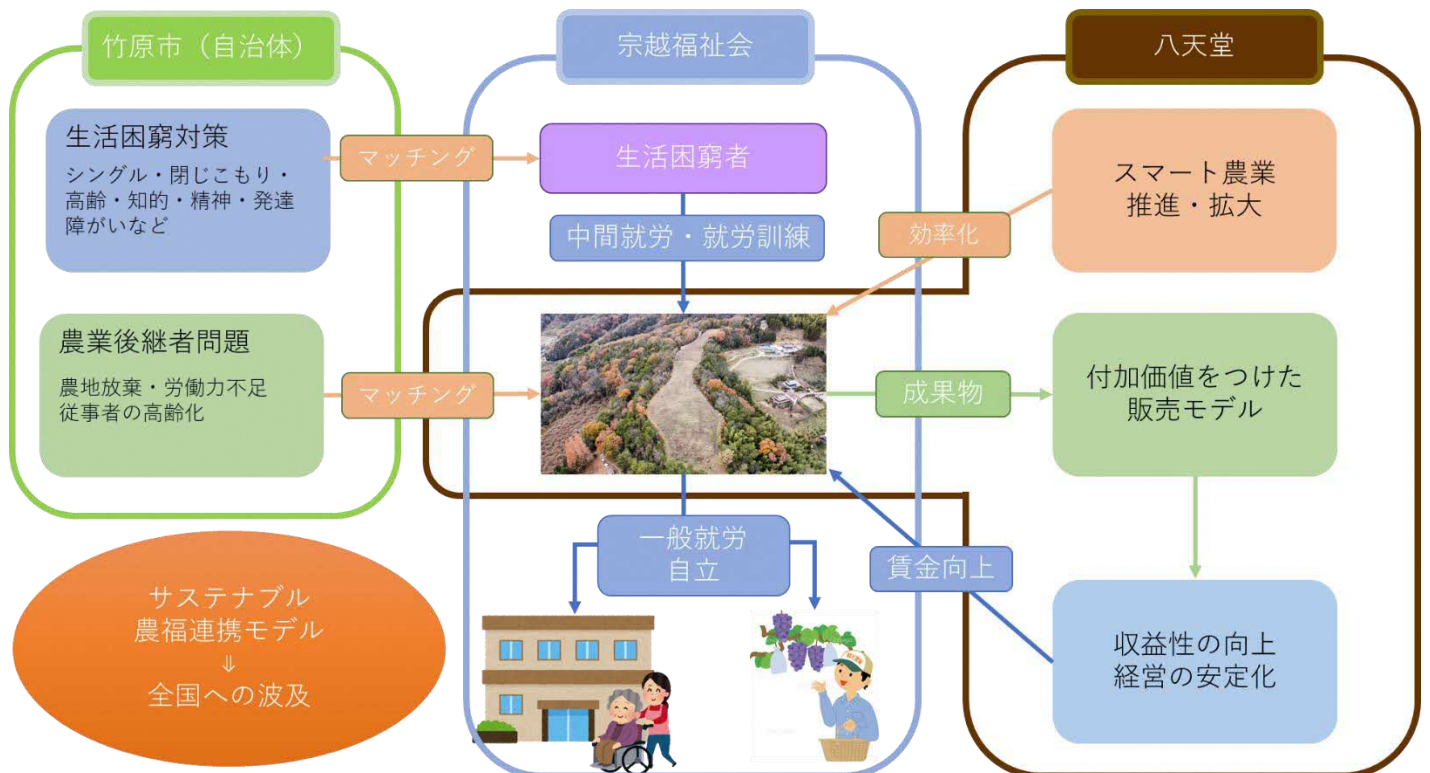 竹原市（自治体）
生活困窮対策
シングル・閉じこもり・
高齢・知的・精神・発達
障がいなど
農業後継者問題
農地放棄・労働力不足
従事者の高齢化
マッチング
マッチング
サステナブル
農福連携モデル
⇓
全国への波及
宗越福祉会
生活困窮者
中間就労・就労訓練
一般就労
自立
八天堂
スマート農業
推進・拡大
効率化
成果物
付加価値をつけた
販売モデル
賃金向上
収益性の向上
経営の安定化